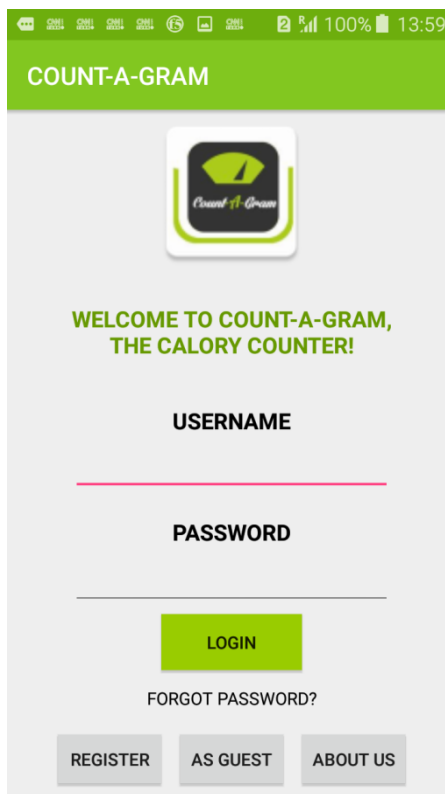 2 R 100% 13:59
COUNT-A-GRAM
Count-A-Gram
WELCOME TO COUNT-A-GRAM,
THE CALORY COUNTER!
USERNAME
PASSWORD
LOGIN
FORGOT PASSWORD?
REGISTER AS GUEST ABOUT US